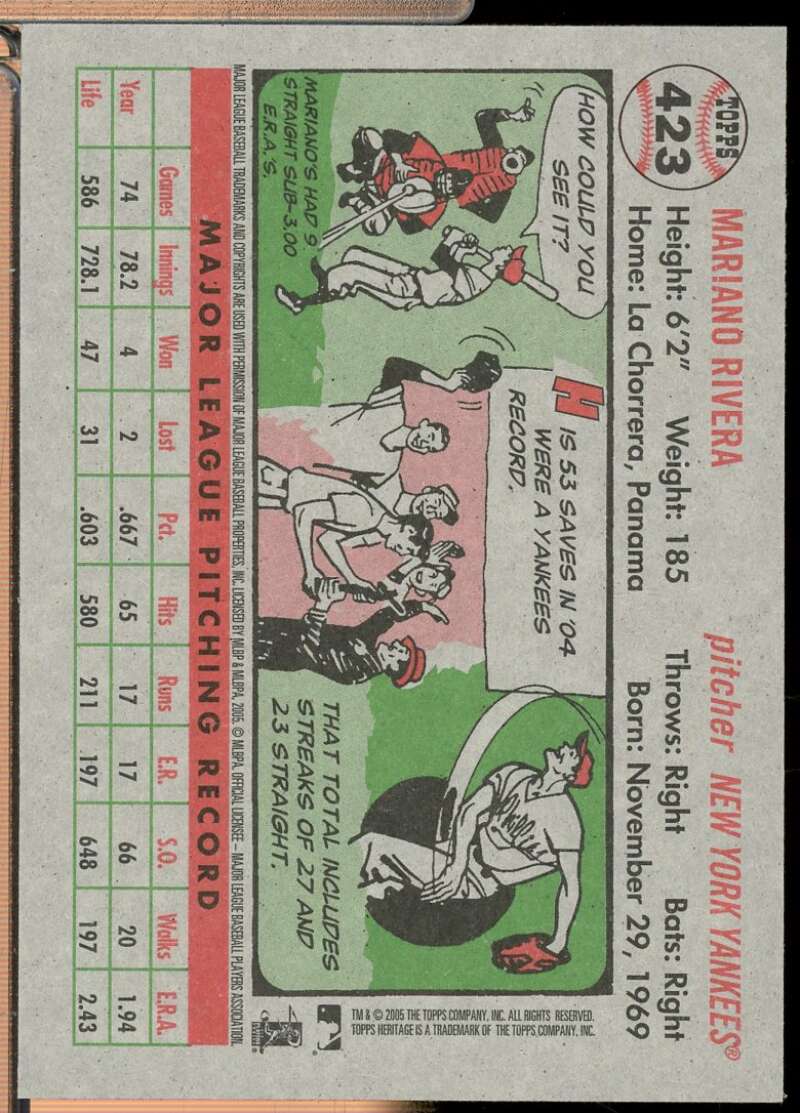 TOPPS
423
MARIANO RIVERA pitcher NEW YORK YANKEES®
Height: 6'2" Weight: 185 Throws: Right Bats: Right
Home: La Chorrera, Panama Born: November 29, 1969
HOW COULD YOU
SEE IT?
MARIANO'S HAD 9
STRAIGHT SUB-3.00
E.R.A.'S.
HIS 53 SAVES IN '04
WERE A YANKEES
RECORD.
Phillies
THAT TOTAL INCLUDES
STREAKS OF 27 AND
23 STRAIGHT.
TM & © 2005 THE TOPPS COMPANY, INC. ALL RIGHTS RESERVED.
TOPPS HERITAGE IS A TRADEMARK OF THE TOPPS COMPANY, INC.
MAJOR LEAGUE BASEBALL TRADEMARKS AND COPYRIGHTS ARE USED WITH PERMISSION OF MAJOR LEAGUE BASEBALL PROPERTIES, INC. LICENSED BY MLBP & MLBPA, 2005. © MLBPA. OFFICIAL LICENSEE – MAJOR LEAGUE BASEBALL PLAYERS ASSOCIATION.
MAJOR LEAGUE PITCHING RECORD
Games Innings Won Lost Pct. Hits Runs E.R. S.O. Walks E.R.A.
Year 74 78.2 4 2 .667 65 17 17 66 20 1.94
Life 586 728.1 47 31 .603 580 211 197 648 197 2.43